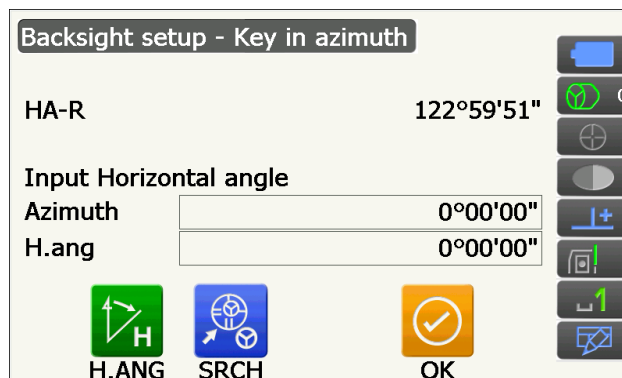 Backsight setup - Key in azimuth
HA-R 122°59'51"
Input Horizontal angle
Azimuth 0°00'00"
H.ang 0°00'00"
H
H.ANG SRCH OK
1